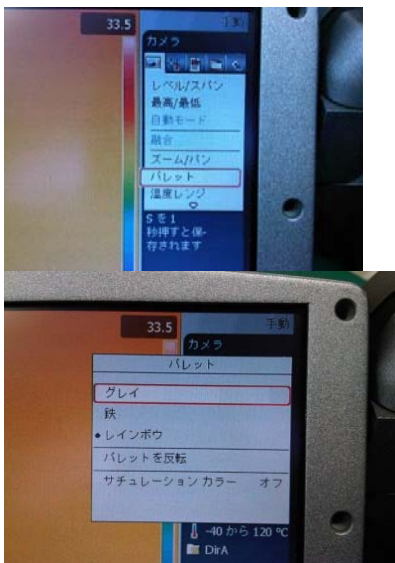 33.5
手動
カメラ
レベル/スパン
最高/最低
自動モード
融合
ズーム/パン
パレット
温度レンジ
Sを1
秒押すと保-
存されます
33.5
手動
カメラ
パレット
グレイ
鉄
レインボウ
パレットを反転
サチュレーション カラー オフ
-40 から 120 ºC
DirA